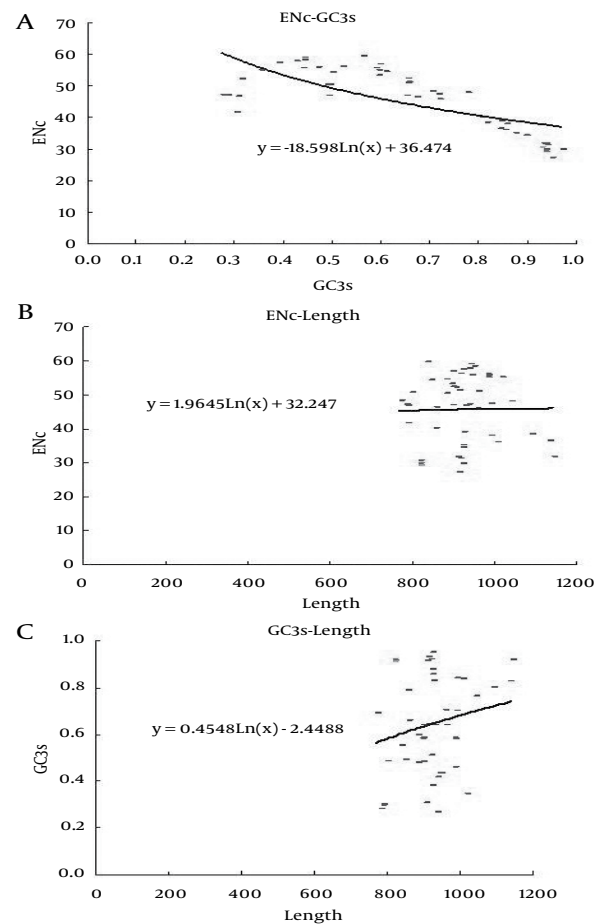 A
ENc-GC3s
70
60
50
40
30
20
10
0
ENc
y = -18.598Ln(x) + 36.474
0.0 0.1 0.2 0.3 0.4 0.5 0.6 0.7 0.8 0.9 1.0
GC3s
B
ENc-Length
70
60
50
40
30
20
10
0
ENc
y = 1.9645Ln(x) + 32.247
0 200 400 600 800 1000 1200
Length
C
GC3s-Length
1.0
0.8
0.6
0.4
0.2
0.0
GC3s
y = 0.4548Ln(x) - 2.4488
0 200 400 600 800 1000 1200
Length